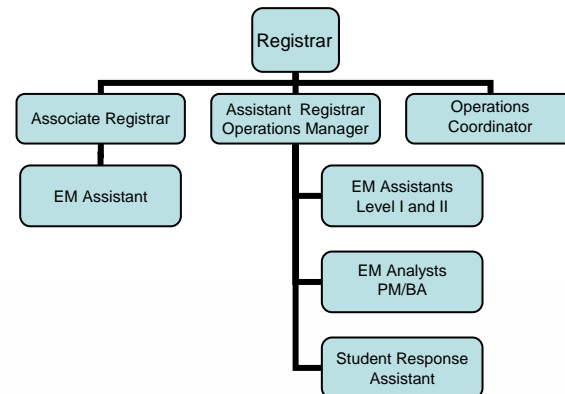 Registrar
Associate Registrar
Assistant Registrar
Operations Manager
Operations
Coordinator
EM Assistant
EM Assistants
Level I and II
EM Analysts
PM/BA
Student Response
Assistant